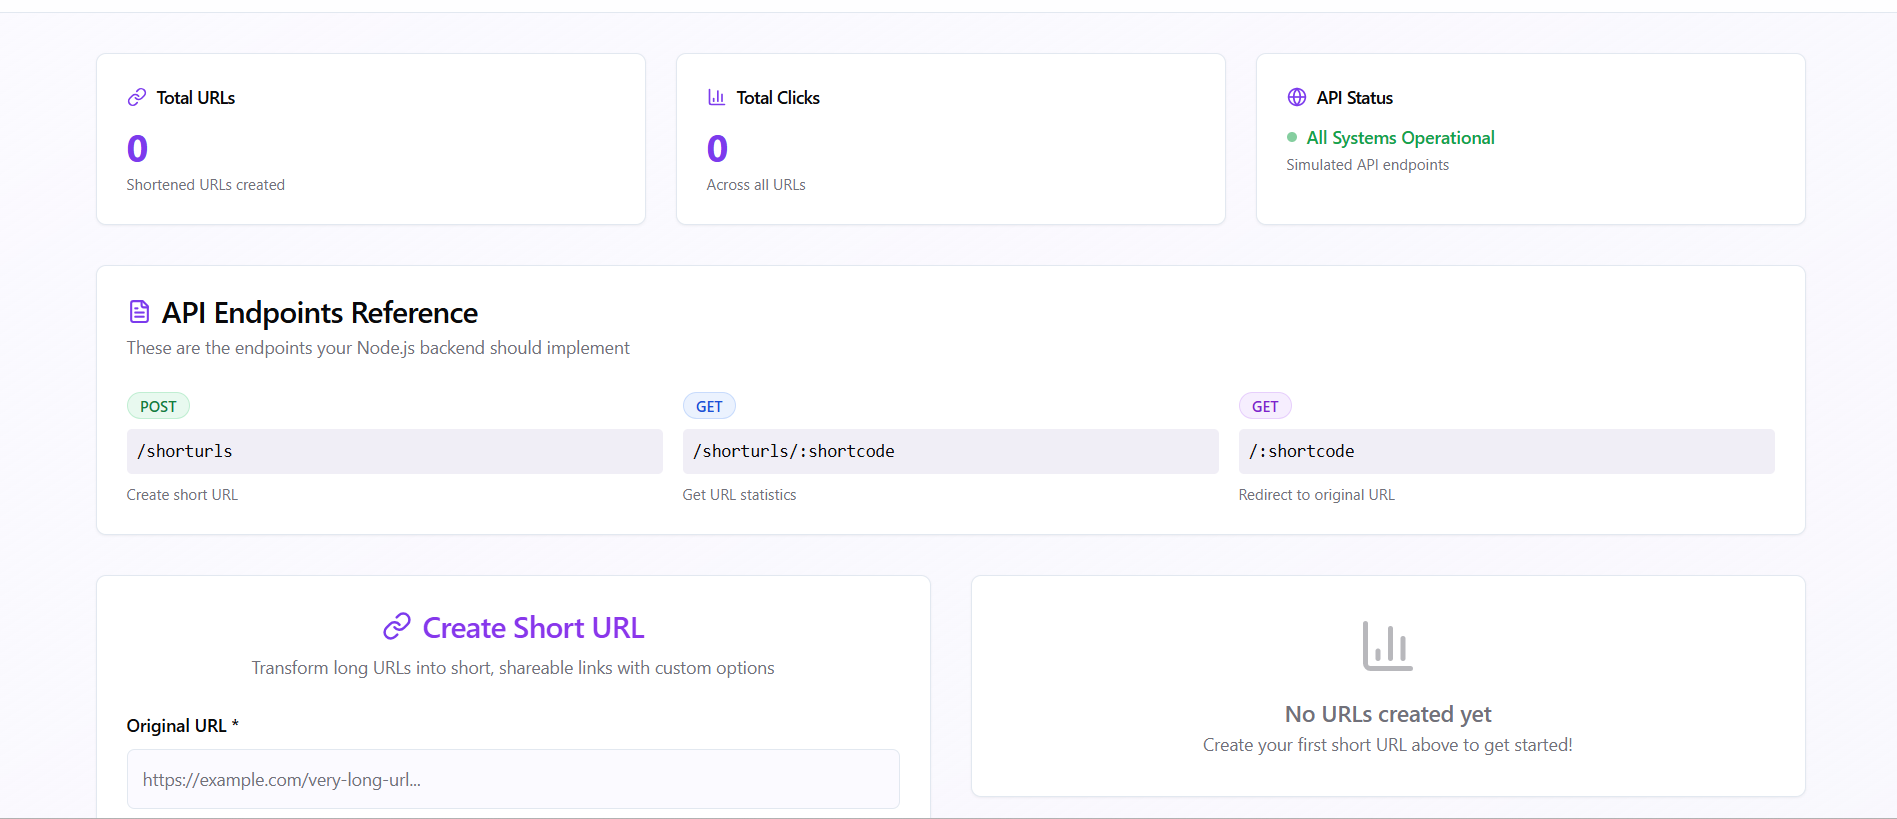 Total URLs
0
Shortened URLs created
Total Clicks
0
Across all URLs
API Status
All Systems Operational
Simulated API endpoints
API Endpoints Reference
These are the endpoints your Node.js backend should implement
POST
/shorturls
Create short URL
GET
/shorturls/:shortcode
Get URL statistics
GET
/:shortcode
Redirect to original URL
Create Short URL
Transform long URLs into short, shareable links with custom options
Original URL *
https://example.com/very-long-url...
No URLs created yet
Create your first short URL above to get started!